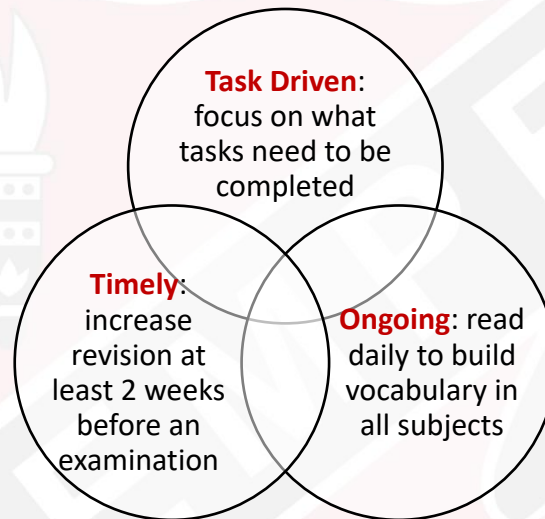 Task Driven:
focus on what
tasks need to be
completed
Timely:
increase
revision at
least 2 weeks
before an
examination
Ongoing: read
daily to build
vocabulary in
all subjects